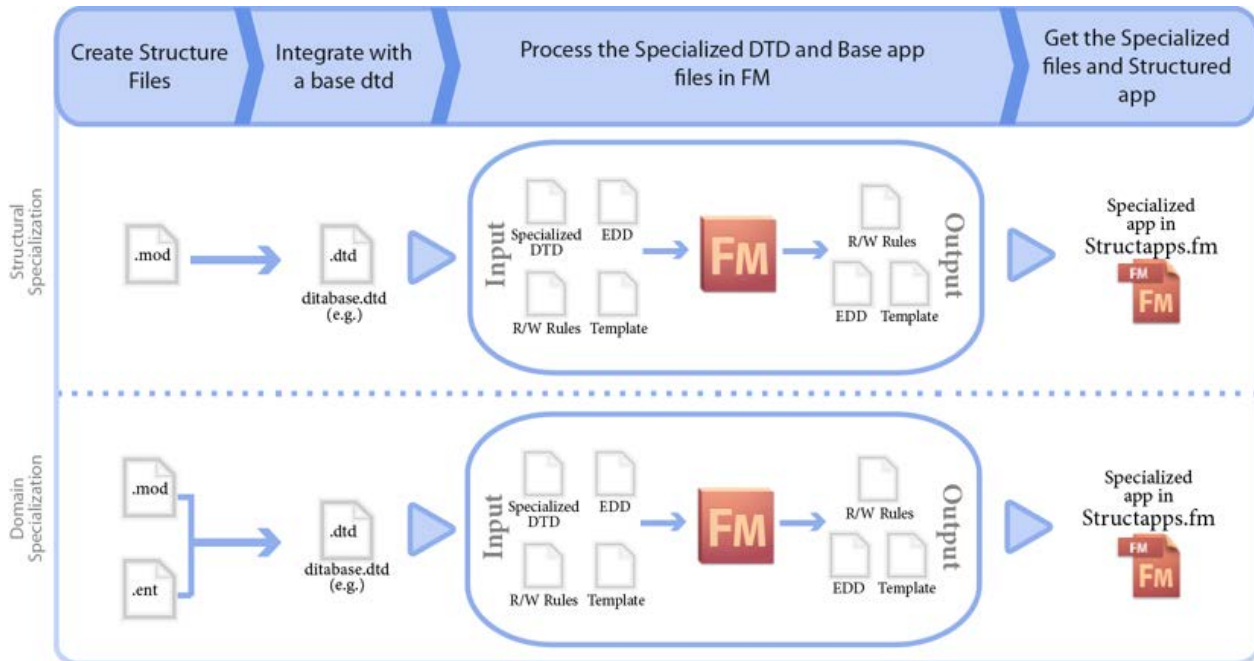 Create Structure
Files
Integrate with
a base dtd
Process the Specialized DTD and Base app
files in FM
Get the Specialized
files and Structured
app
Structural
Specialization
.mod
.dtd
ditabase.dtd
(e.g.)
Input
Specialized
DTD
EDD
R/W Rules
Template
FM
R/W Rules
EDD
Template
Output
Specialized
app in
Structapps.fm
FM
FM
Domain
Specialization
.mod
.ent
.dtd
ditabase.dtd
(e.g.)
Input
Specialized
DTD
EDD
R/W Rules
Template
FM
R/W Rules
EDD
Template
Output
Specialized
app in
Structapps.fm
FM
FM